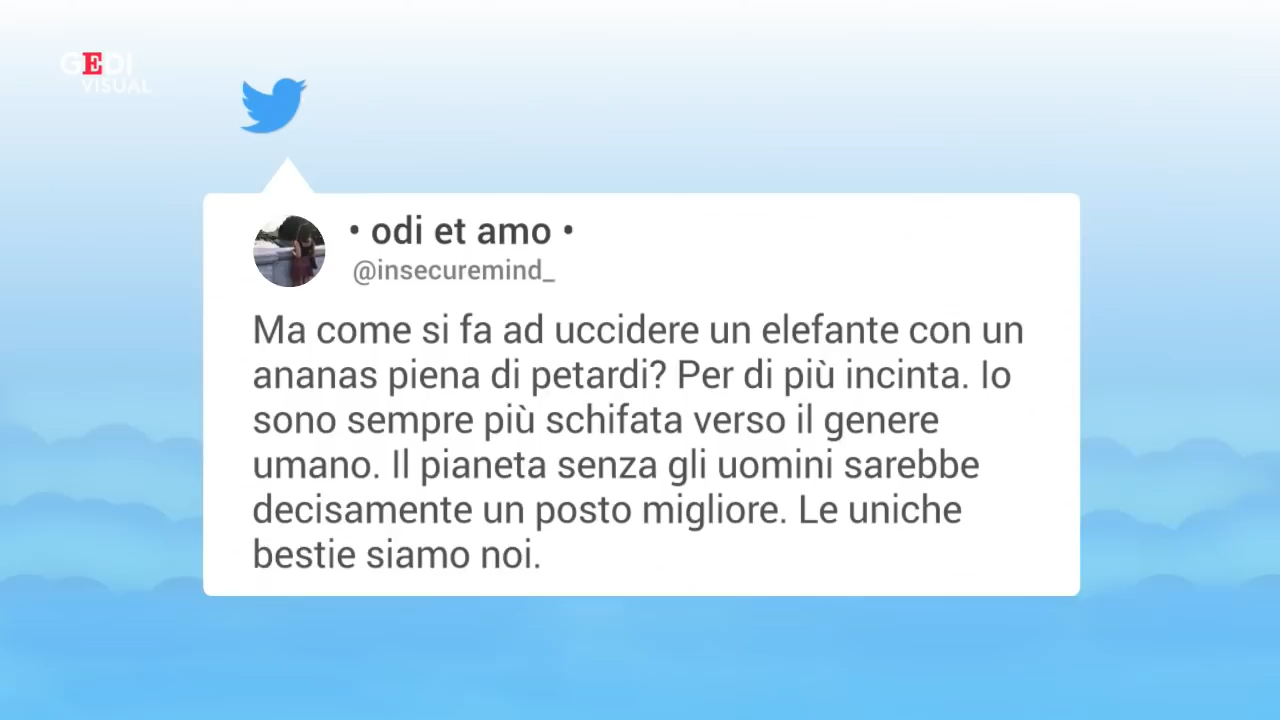 GEDI
VISUAL
• odi et amo •
@insecuremind_
Ma come si fa ad uccidere un elefante con un
ananas piena di petardi? Per di più incinta. Io
sono sempre più schifata verso il genere
umano. Il pianeta senza gli uomini sarebbe
decisamente un posto migliore. Le uniche
bestie siamo noi.